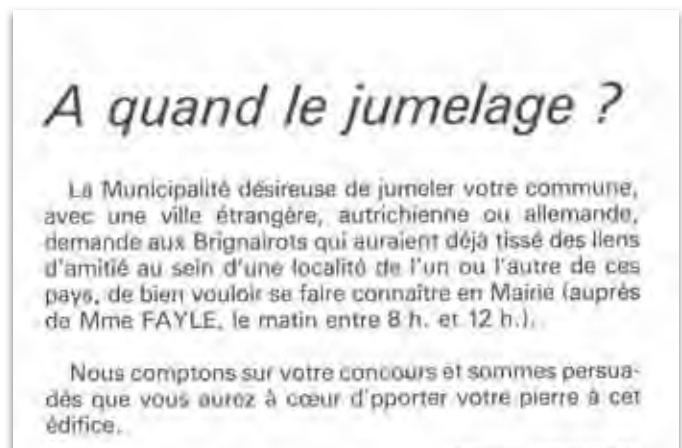 A quand le jumelage ?
La Municipalité désireuse de jumeler votre commune,
avec une ville étrangère, autrichienne ou allemande,
demande aux Brignairots qui auraient déjà tissé des liens
d'amitié au sein d'une localité de l'un ou l'autre de ces
pays, de bien vouloir se faire connaître en Mairie (auprès
de Mme FAYLE, le matin entre 8 h. et 12 h.).
Nous comptons sur votre concours et sommes persua-
dés que vous aurez à cœur d'pporter votre pierre à cet
édifice.